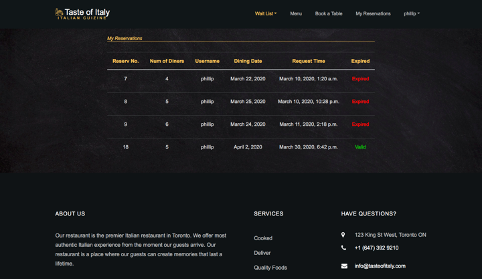 Taste of Italy
ITALIAN CUIZINE
Wait List
Menu
Book a Table
My Reservations
phillip
My Reservations
Reserv No. Num of Diners Username Dining Date Request Time Expired
7 4 phillip March 22, 2020 March 10, 2020, 1:20 a.m. Expired
8 5 phillip March 25, 2020 March 10, 2020, 10:28 p.m. Expired
9 6 phillip March 24, 2020 March 11, 2020, 2:18 p.m. Expired
18 5 phillip April 2, 2020 March 30, 2020, 6:42 p.m. Valid
ABOUT US
Our restaurant is the premier Italian restaurant in Toronto. We offer most
authentic Italian experience from the moment our guests arrive. Our
restaurant is a place where our guests can create memories that last a
lifetime.
SERVICES
Cooked
Deliver
Quality Foods
HAVE QUESTIONS?
123 King St West, Toronto ON
+1 (647) 392 9210
info@tasteofitaly.com